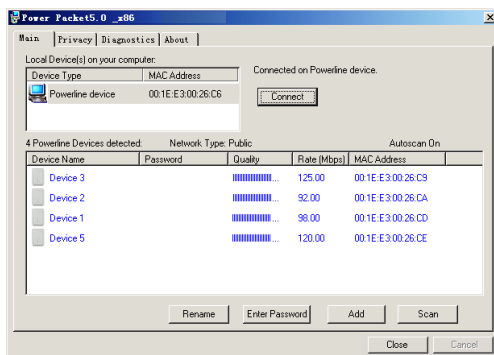 Power Packet5.0 _x86
Main Privacy Diagnostics About
Local Device(s) on your computer:
Device Type MAC Address
Powerline device 00:1E:E3:00:26:C6
Connected on Powerline device.
Connect
4 Powerline Devices detected: Network Type: Public Autoscan On
Device Name Password Quality Rate (Mbps) MAC Address
Device 3 ... 125.00 00:1E:E3:00:26:C9
Device 2 ... 92.00 00:1E:E3:00:26:CA
Device 1 ... 98.00 00:1E:E3:00:26:CD
Device 5 ... 120.00 00:1E:E3:00:26:CE
Rename Enter Password Add Scan
Close Cancel